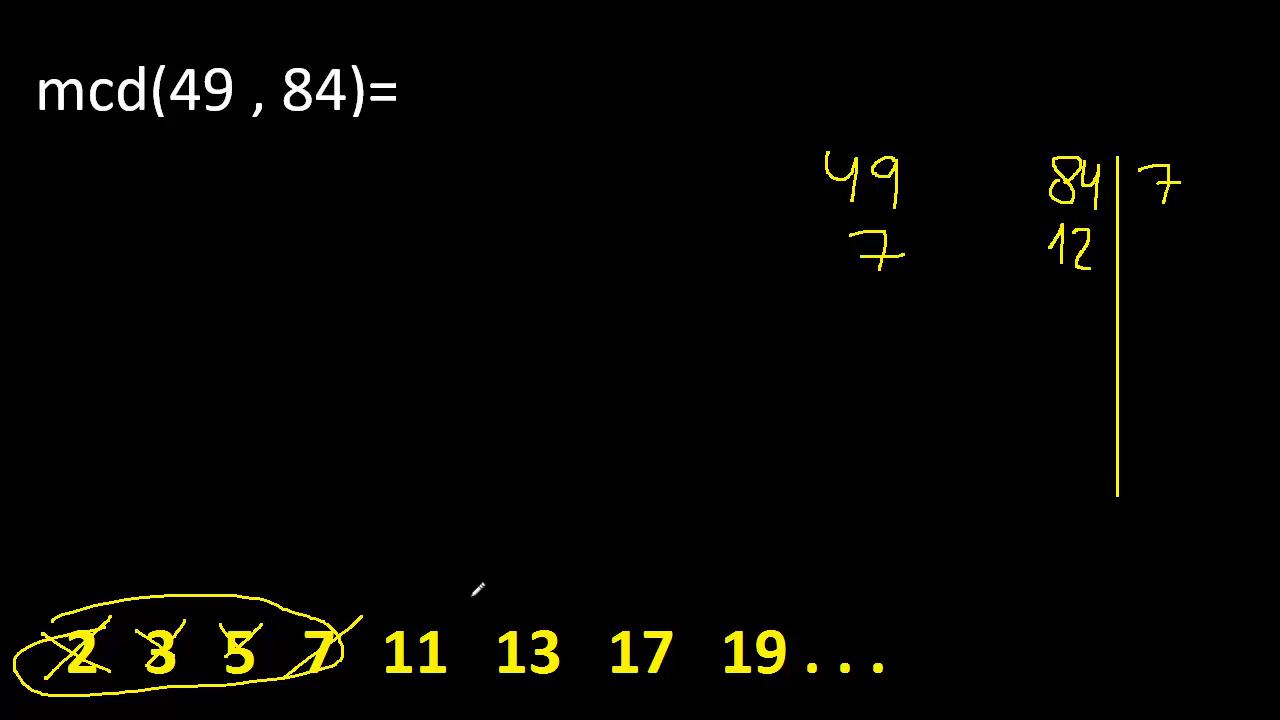 mcd(49 , 84)=
49 84 7
7 12
2 3 5 7 11 13 17 19 . . .